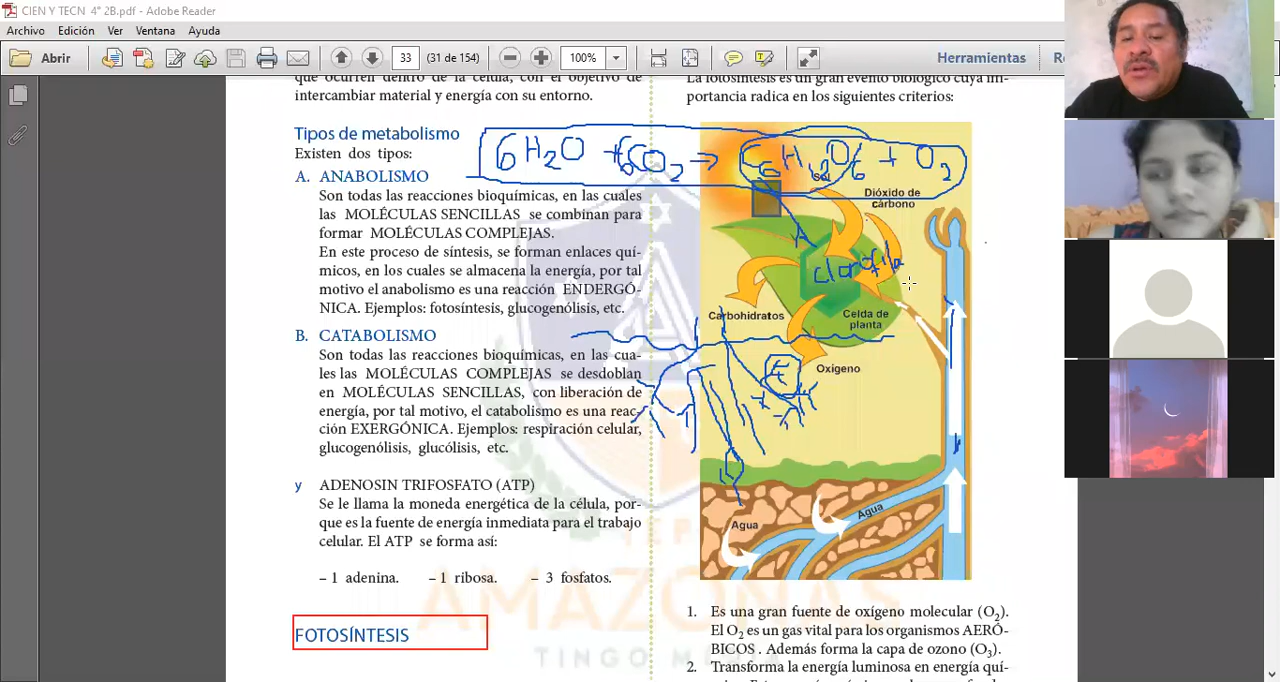 CIEN Y TECN 4° 2B.pdf - Adobe Reader
Archivo Edición Ver Ventana Ayuda
Abrir 33 (31 de 154) 100% Herramientas
que ocurren dentro de la célula, con el objetivo de
intercambiar material y energía con su entorno.
Tipos de metabolismo
Existen dos tipos:
A. ANABOLISMO
Son todas las reacciones bioquímicas, en las cuales
las MOLÉCULAS SENCILLAS se combinan para
formar MOLÉCULAS COMPLEJAS.
En este proceso de síntesis, se forman enlaces quí-
micos, en los cuales se almacena la energía, por tal
motivo el anabolismo es una reacción ENDERGÓ-
NICA. Ejemplos: fotosíntesis, glucogenólisis, etc.
B. CATABOLISMO
Son todas las reacciones bioquímicas, en las cua-
les las MOLÉCULAS COMPLEJAS se desdoblan
en MOLÉCULAS SENCILLAS, con liberación de
energía, por tal motivo, el catabolismo es una reac-
ción EXERGÓNICA. Ejemplos: respiración celular,
glucogenólisis, glucólisis, etc.
y ADENOSIN TRIFOSFATO (ATP)
Se le llama la moneda energética de la célula, por-
que es la fuente de energía inmediata para el trabajo
celular. El ATP se forma así:
– 1 adenina. – 1 ribosa. – 3 fosfatos.
FOTOSÍNTESIS
La fotosíntesis es un gran evento biológico cuya im-
portancia radica en los siguientes criterios:
6H2O + 6CO2 → C6H12O6 + O2
Sol
Dióxido de
carbono
clorofila
Carbohidratos
Celda de
planta
Oxígeno
Agua
Agua
1. Es una gran fuente de oxígeno molecular (O2).
El O2 es un gas vital para los organismos AERÓ-
BICOS . Además forma la capa de ozono (O3).
2. Transforma la energía luminosa en energía quí-
AMAZONAS